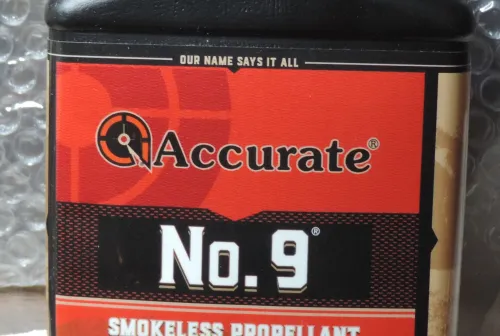 OUR NAME SAYS IT ALL
Accurate®
No. 9®
SMOKELESS PROPELLANT